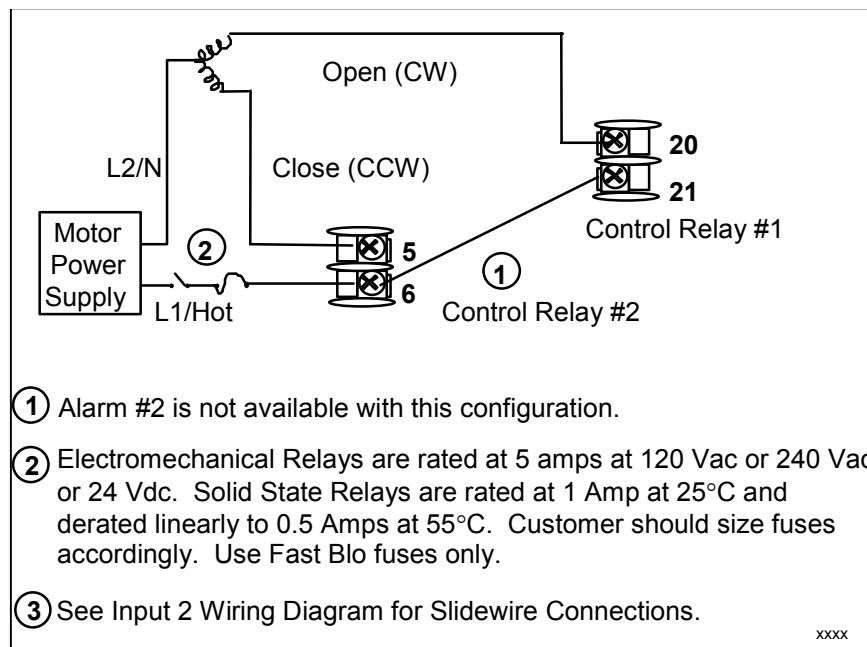 Open (CW)
20
L2/N
Close (CCW)
21
Control Relay #1
Motor
Power
Supply
2
5
6
1
L1/Hot
Control Relay #2
1 Alarm #2 is not available with this configuration.
2 Electromechanical Relays are rated at 5 amps at 120 Vac or 240 Vac
or 24 Vdc. Solid State Relays are rated at 1 Amp at 25°C and
derated linearly to 0.5 Amps at 55°C. Customer should size fuses
accordingly. Use Fast Blo fuses only.
3 See Input 2 Wiring Diagram for Slidewire Connections.
xxxx